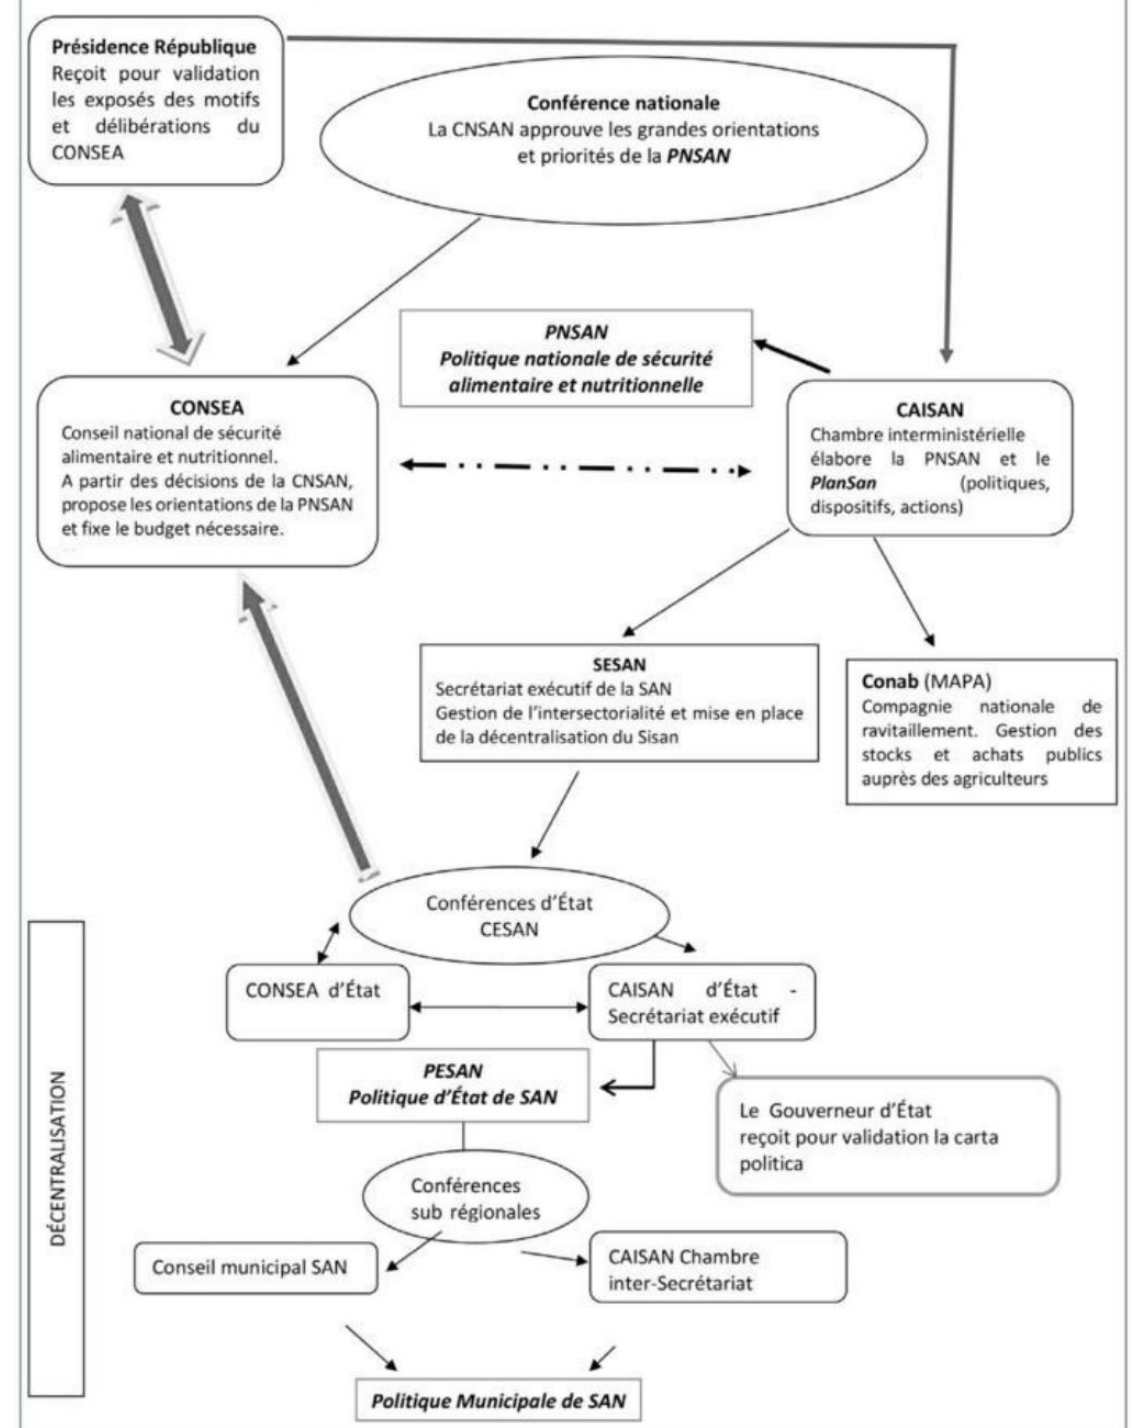 Présidence République
Reçoit pour validation
les exposés des motifs
et délibérations du
CONSEA
Conférence nationale
La CNSAN approuve les grandes orientations
et priorités de la PNSAN
PNSAN
Politique nationale de sécurité
alimentaire et nutritionnelle
CONSEA
Conseil national de sécurité
alimentaire et nutritionnel.
A partir des décisions de la CNSAN,
propose les orientations de la PNSAN
et fixe le budget nécessaire.
CAISAN
Chambre interministérielle
élabore la PNSAN et le
PlanSan (politiques,
dispositifs, actions)
SESAN
Secrétariat exécutif de la SAN
Gestion de l'intersectorialité et mise en place
de la décentralisation du Sisan
Conab (MAPA)
Compagnie nationale de
ravitaillement. Gestion des
stocks et achats publics
auprès des agriculteurs
Conférences d'État
CESAN
CONSEA d'État
CAISAN d'État -
Secrétariat exécutif
PESAN
Politique d'État de SAN
Le Gouverneur d'État
reçoit pour validation la carta
politica
DÉCENTRALISATION
Conférences
sub régionales
Conseil municipal SAN
CAISAN Chambre
inter-Secrétariat
Politique Municipale de SAN